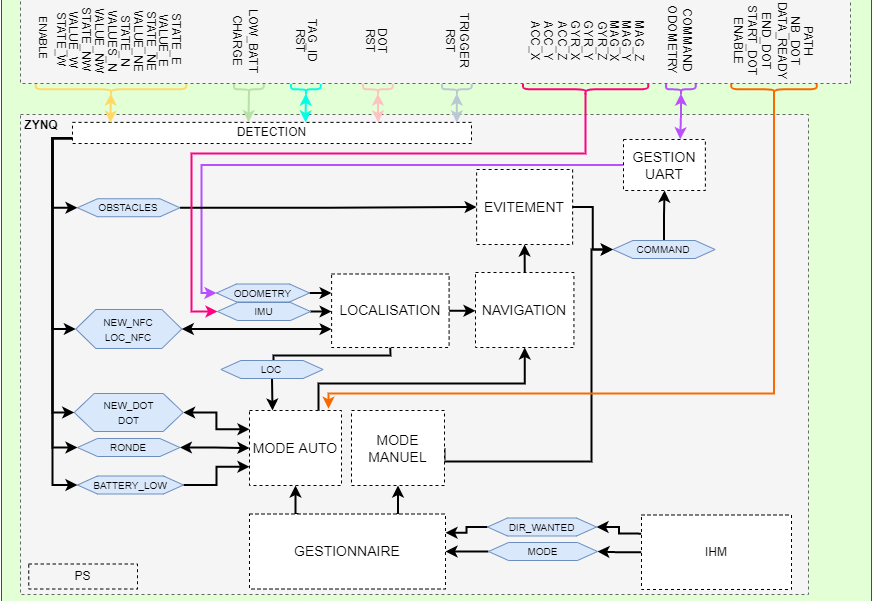 STATE_E
VALUE_E
STATE_NE
VALUE_NE
STATE_N
VALUES_N
VALUE_NW
STATE_NW
VALUE_W
STATE_W
ENABLE
LOW_BATT
CHARGE
TAG_ID
RST
DOT
RST
TRIGGER
RST
MAG_Z
MAG_Y
MAG_X
GYR_Z
GYR_Y
GYR_X
ACC_Z
ACC_X
ACC_X
COMMAND
ODOMETRY
PATH
NB_DOT
DATA_READY
END_DOT
START_DOT
ENABLE
ZYNQ
DETECTION
GESTION
UART
OBSTACLES
EVITEMENT
COMMAND
ODOMETRY
IMU
LOCALISATION
NAVIGATION
NEW_NFC
LOC_NFC
LOC
NEW_DOT
DOT
RONDE
BATTERY_LOW
MODE AUTO
MODE
MANUEL
GESTIONNAIRE
DIR_WANTED
MODE
IHM
PS